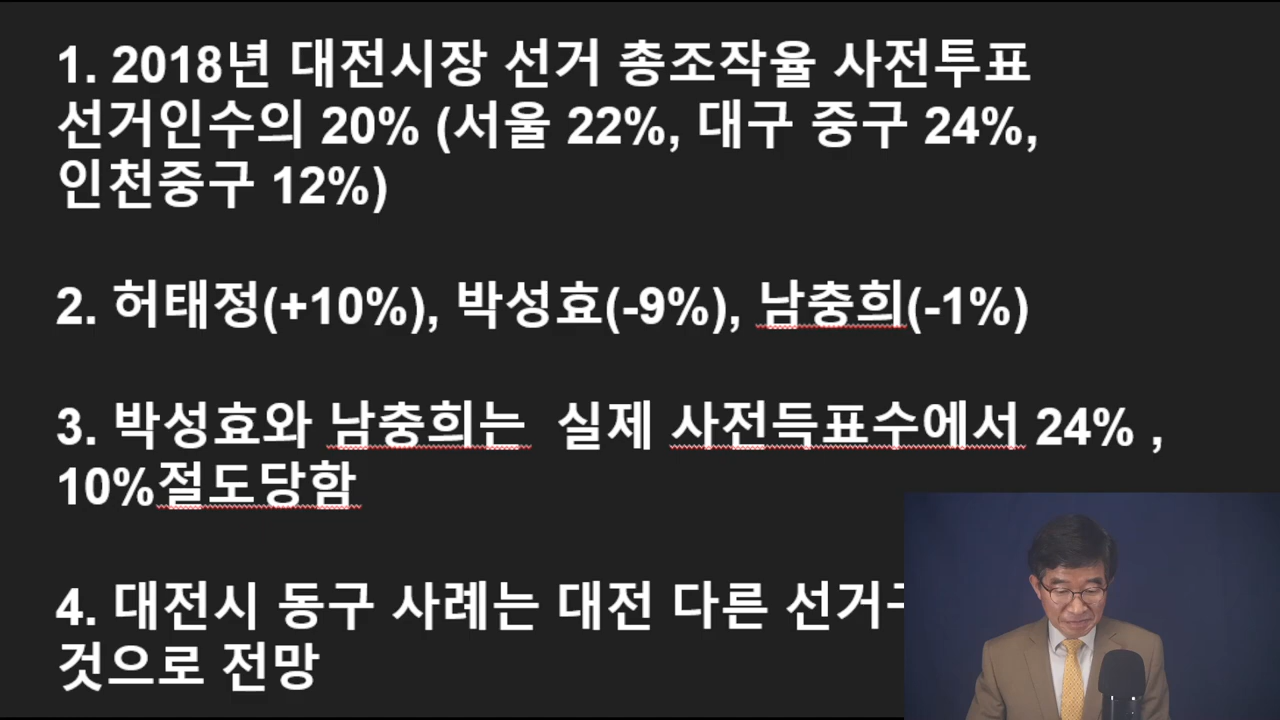 1. 2018년 대전시장 선거 총조작율 사전투표
선거인수의 20% (서울 22%, 대구 중구 24%,
인천중구 12%)
2. 허태정(+10%), 박성효(-9%), 남충희(-1%)
3. 박성효와 남충희는 실제 사전득표수에서 24% ,
10%절도당함
4. 대전시 동구 사례는 대전 다른 선거구
것으로 전망